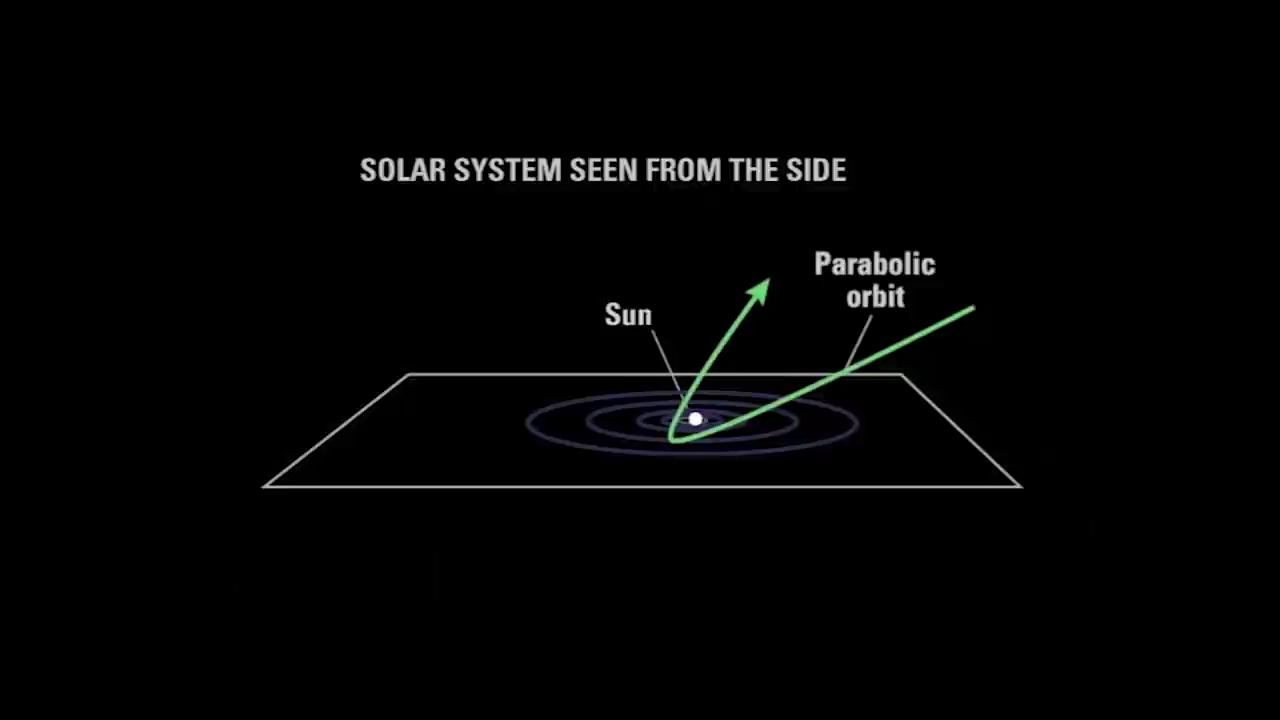 SOLAR SYSTEM SEEN FROM THE SIDE
Parabolic
orbit
Sun